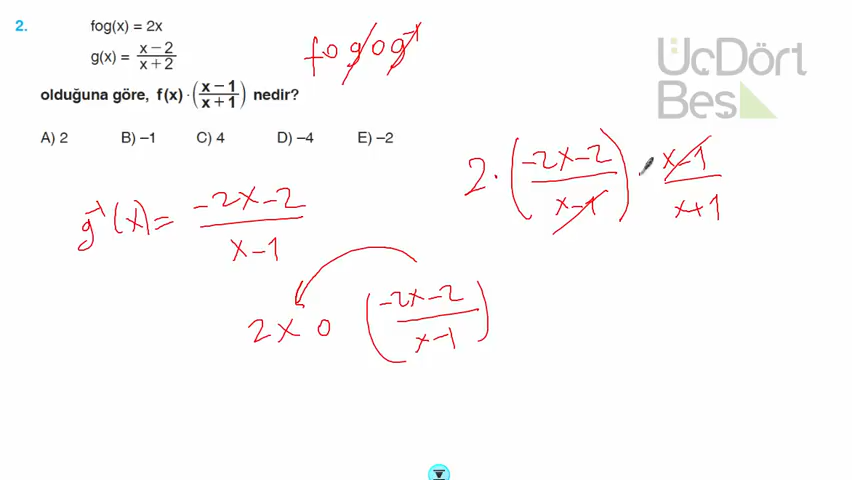 2.
fog(x) = 2x
g(x) = x − 2 / x + 2
olduğuna göre, f(x) · (x − 1 / x + 1) nedir?
A) 2 B) −1 C) 4 D) −4 E) −2
fogog⁻¹
ÜçDört
Beş
2 · (−2x−2 / x−1) · x−1 / x+1
g⁻¹(x) = −2x−2 / x−1
2x o (−2x−2 / x−1)